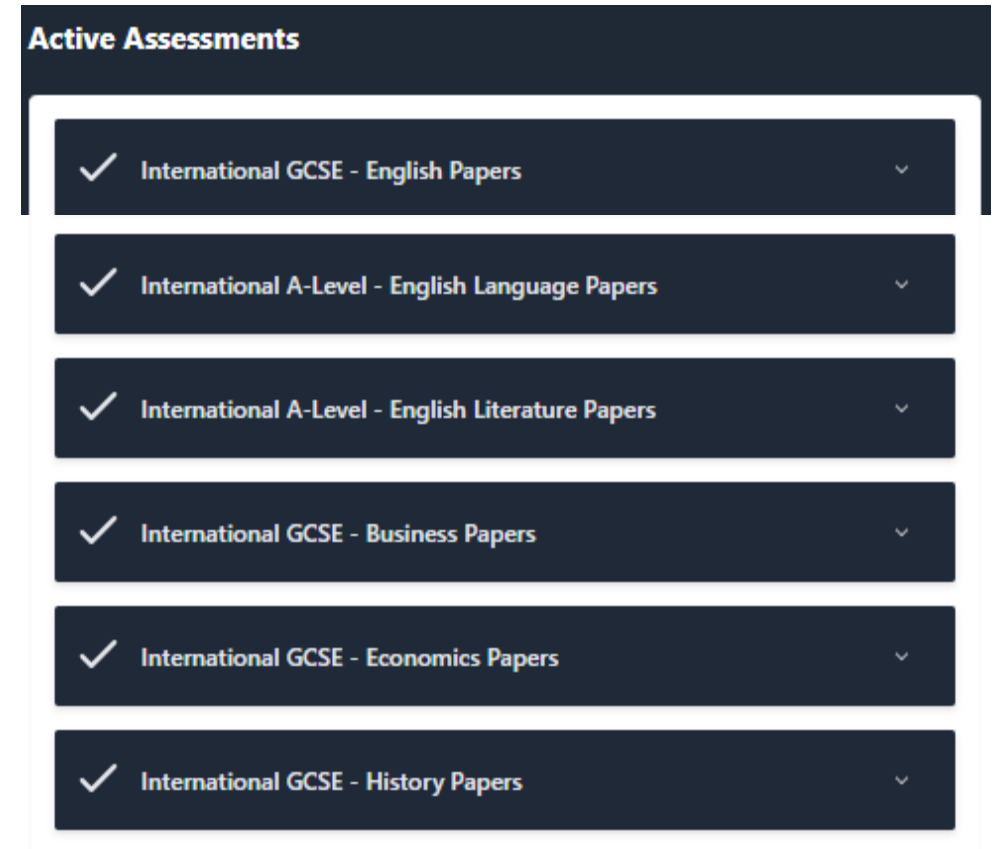 Active Assessments
International GCSE - English Papers
International A-Level - English Language Papers
International A-Level - English Literature Papers
International GCSE - Business Papers
International GCSE - Economics Papers
International GCSE - History Papers